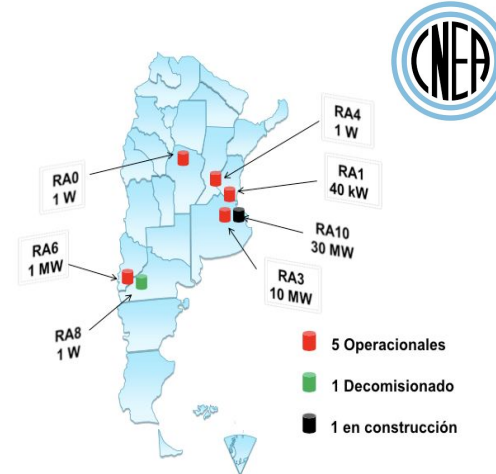 CNEA
RA4
1 W
RA0
1 W
RA1
40 kW
RA10
30 MW
RA6
1 MW
RA3
10 MW
RA8
1 W
5 Operacionales
1 Decomisionado
1 en construcción